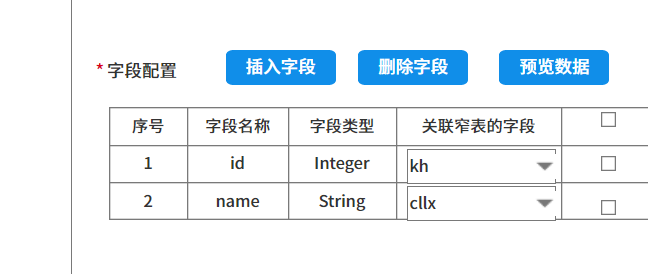 * 字段配置 插入字段 删除字段 预览数据
序号 字段名称 字段类型 关联窄表的字段
1 id Integer kh
2 name String cllx